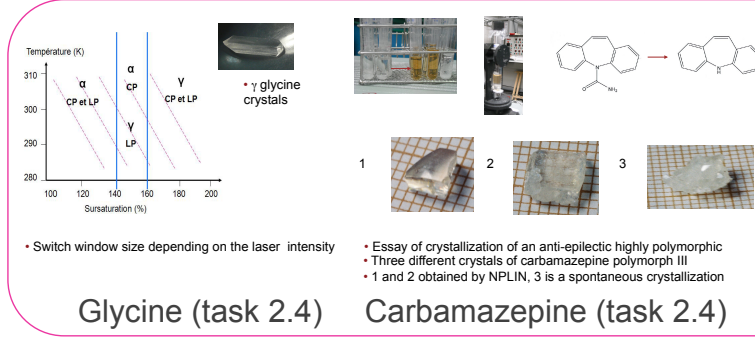 Température (K)
310
300
290
280
100
120
140
160
180
200
Sursaturation (%)
α
CP et LP
α
CP
γ
LP
γ
CP et LP
• γ glycine
crystals
N
O
NH₂
N
H
1
2
3
• Switch window size depending on the laser intensity
• Essay of crystallization of an anti-epilectic highly polymorphic
• Three different crystals of carbamazepine polymorph III
• 1 and 2 obtained by NPLIN, 3 is a spontaneous crystallization
Glycine (task 2.4)
Carbamazepine (task 2.4)